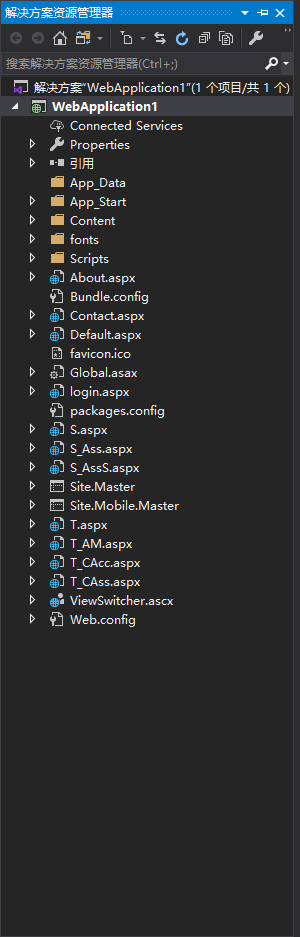 解决方案资源管理器
搜索解决方案资源管理器(Ctrl+;)
解决方案"WebApplication1"(1 个项目/共 1 个)
WebApplication1
Connected Services
Properties
引用
App_Data
App_Start
Content
fonts
Scripts
About.aspx
Bundle.config
Contact.aspx
Default.aspx
favicon.ico
Global.asax
login.aspx
packages.config
S.aspx
S_Ass.aspx
S_AssS.aspx
Site.Master
Site.Mobile.Master
T.aspx
T_AM.aspx
T_CAcc.aspx
T_CAss.aspx
ViewSwitcher.ascx
Web.config